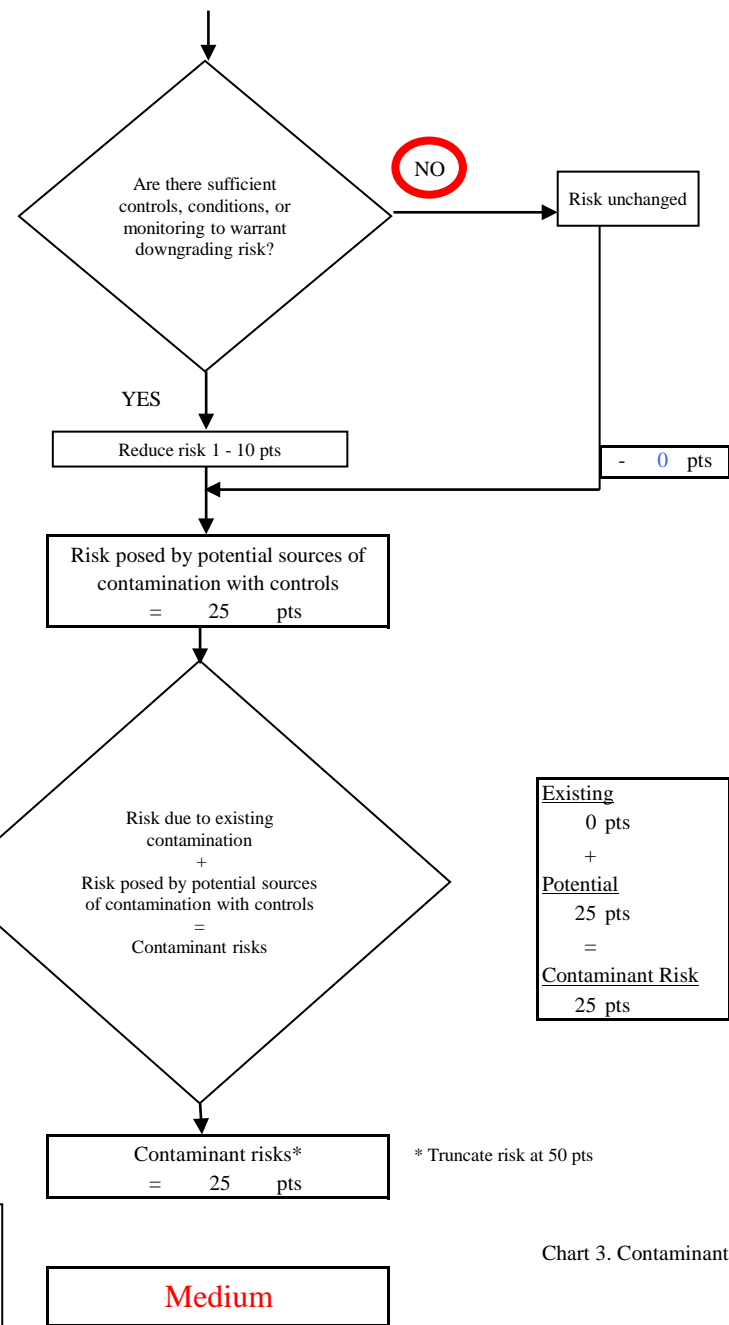 Are there sufficient
controls, conditions, or
monitoring to warrant
downgrading risk?
NO
Risk unchanged
YES
Reduce risk 1 - 10 pts
- 0 pts
Risk posed by potential sources of
contamination with controls
= 25 pts
Risk due to existing
contamination
+
Risk posed by potential sources
of contamination with controls
=
Contaminant risks
Existing
0 pts
+
Potential
25 pts
=
Contaminant Risk
25 pts
Contaminant risks*
= 25 pts
* Truncate risk at 50 pts
Chart 3. Contaminant
Medium